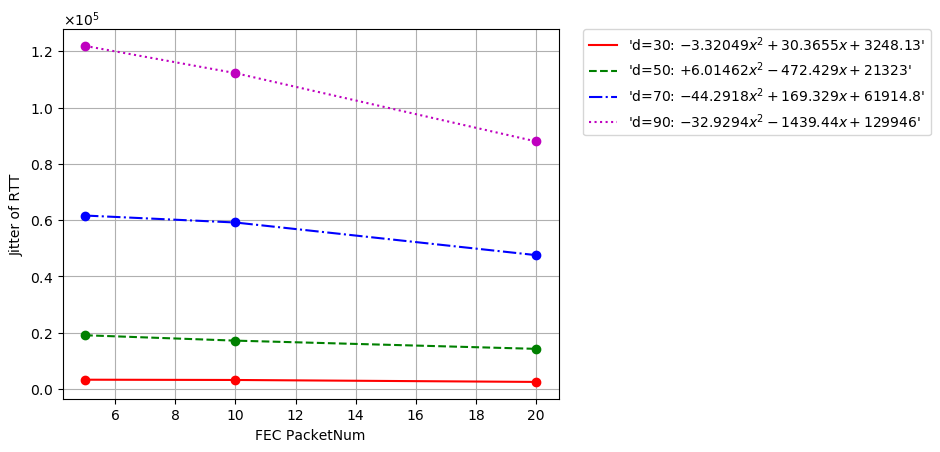 ×10⁵
1.2
1.0
0.8
0.6
0.4
0.2
0.0
Jitter of RTT
6 8 10 12 14 16 18 20
FEC PacketNum
'd=30: −3.32049x² + 30.3655x + 3248.13'
'd=50: +6.01462x² − 472.429x + 21323'
'd=70: −44.2918x² + 169.329x + 61914.8'
'd=90: −32.9294x² − 1439.44x + 129946'